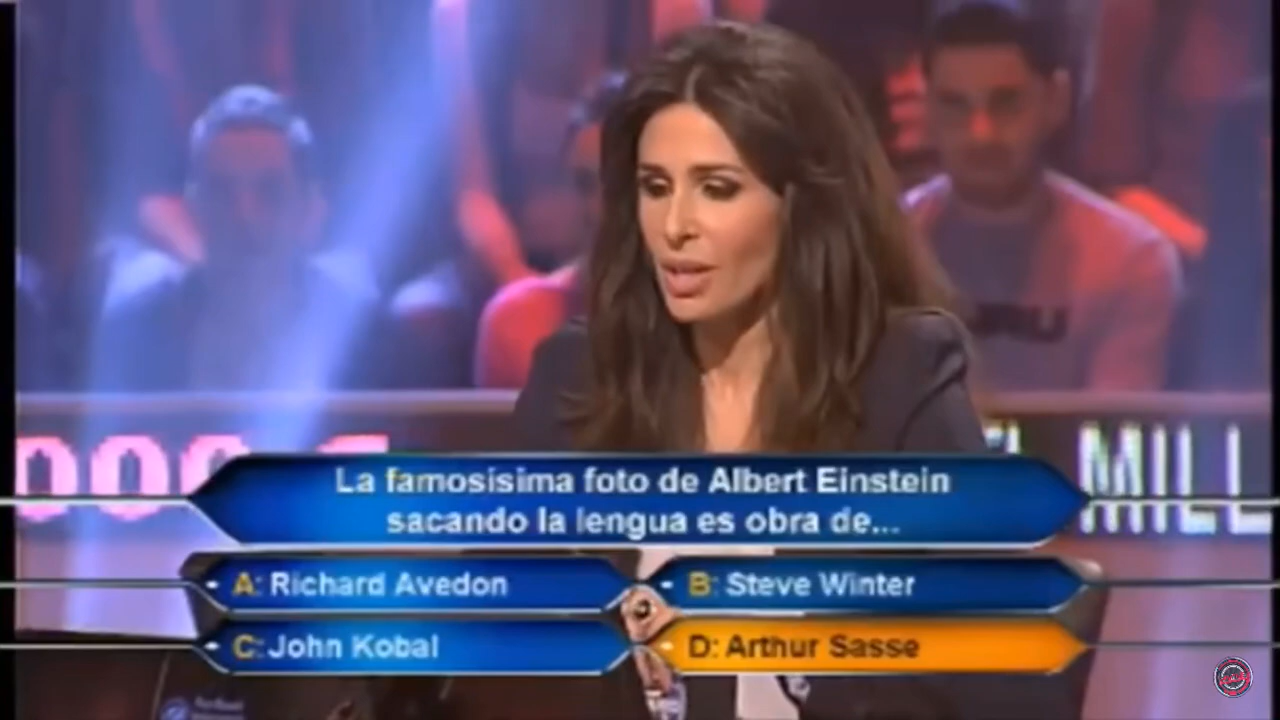 La famosísima foto de Albert Einstein
sacando la lengua es obra de...
A: Richard Avedon
B: Steve Winter
C: John Kobal
D: Arthur Sasse
MILL